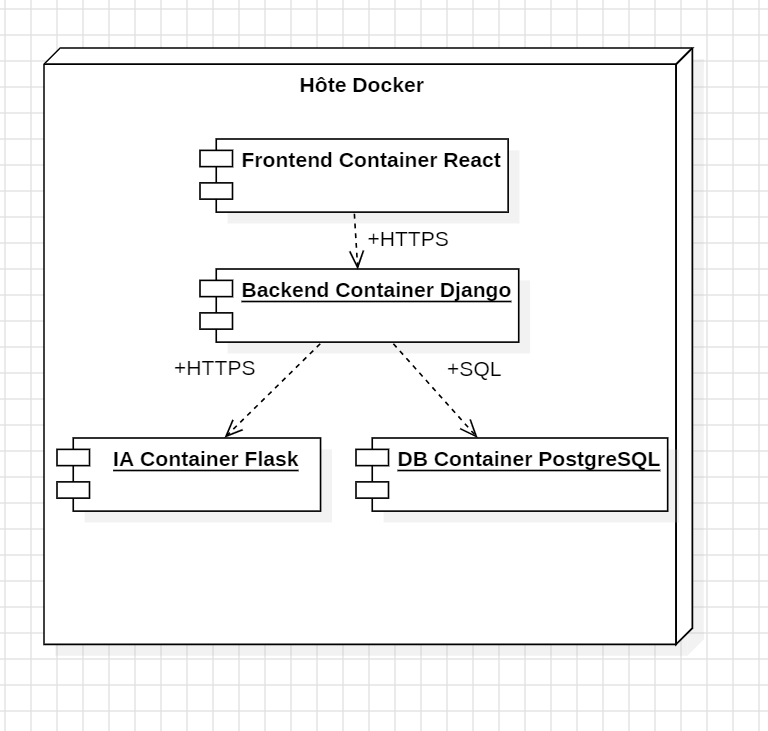 Hôte Docker
Frontend Container React
+HTTPS
Backend Container Django
+HTTPS
+SQL
IA Container Flask
DB Container PostgreSQL